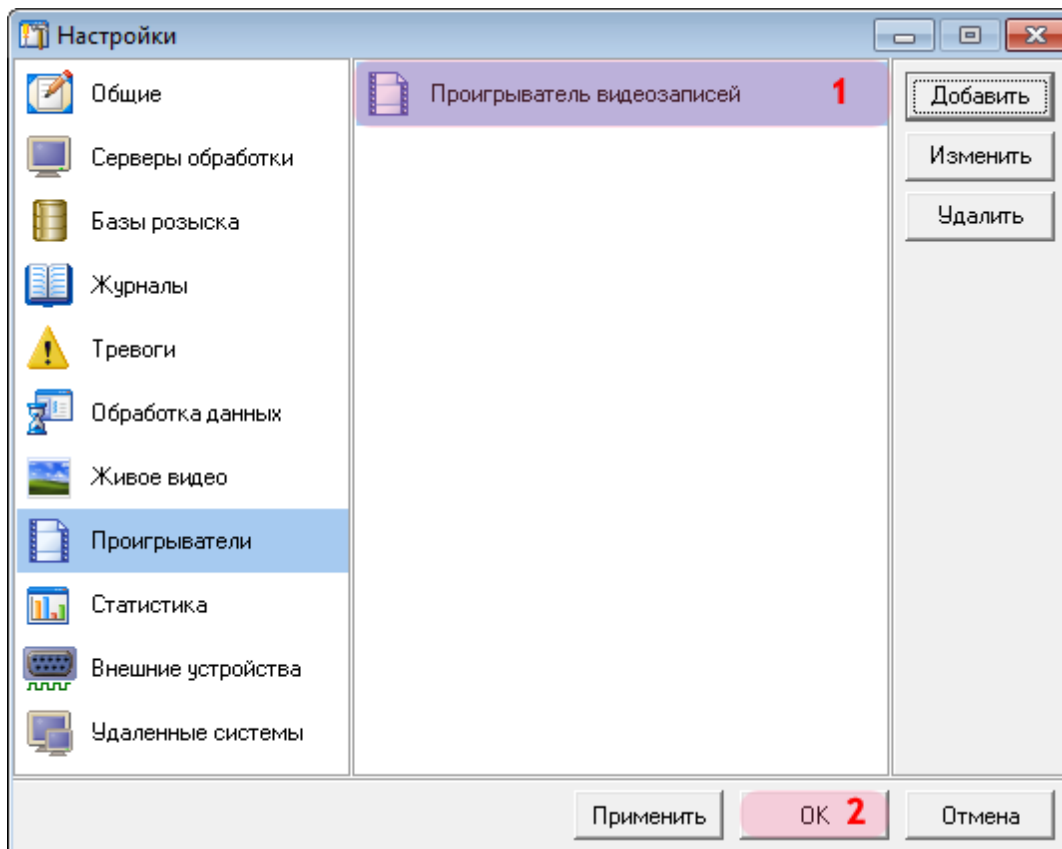 Настройки
Общие
Серверы обработки
Базы розыска
Журналы
Тревоги
Обработка данных
Живое видео
Проигрыватели
Статистика
Внешние устройства
Удаленные системы
Проигрыватель видеозаписей 1
Добавить
Изменить
Удалить
Применить
OK 2
Отмена